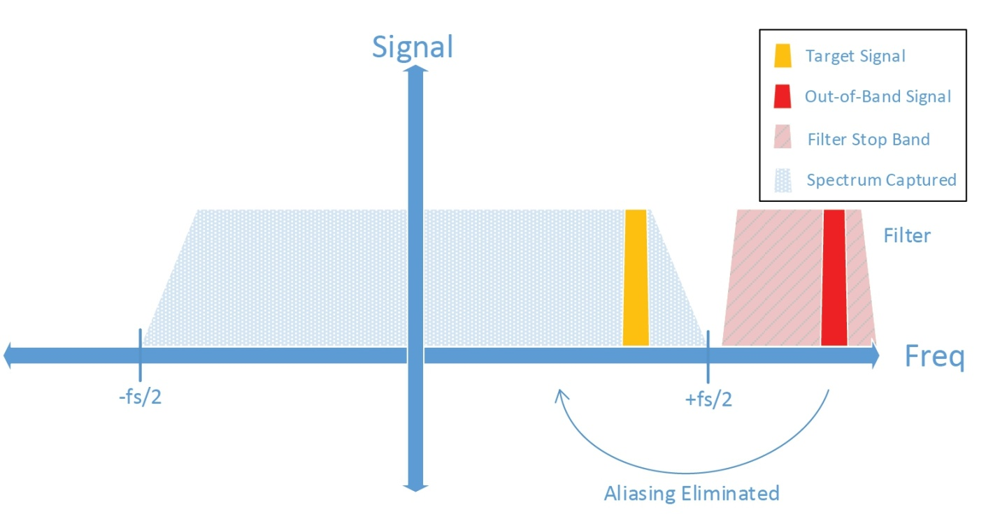 Signal
Target Signal
Out-of-Band Signal
Filter Stop Band
Spectrum Captured
Filter
Freq
-fs/2
+fs/2
Aliasing Eliminated